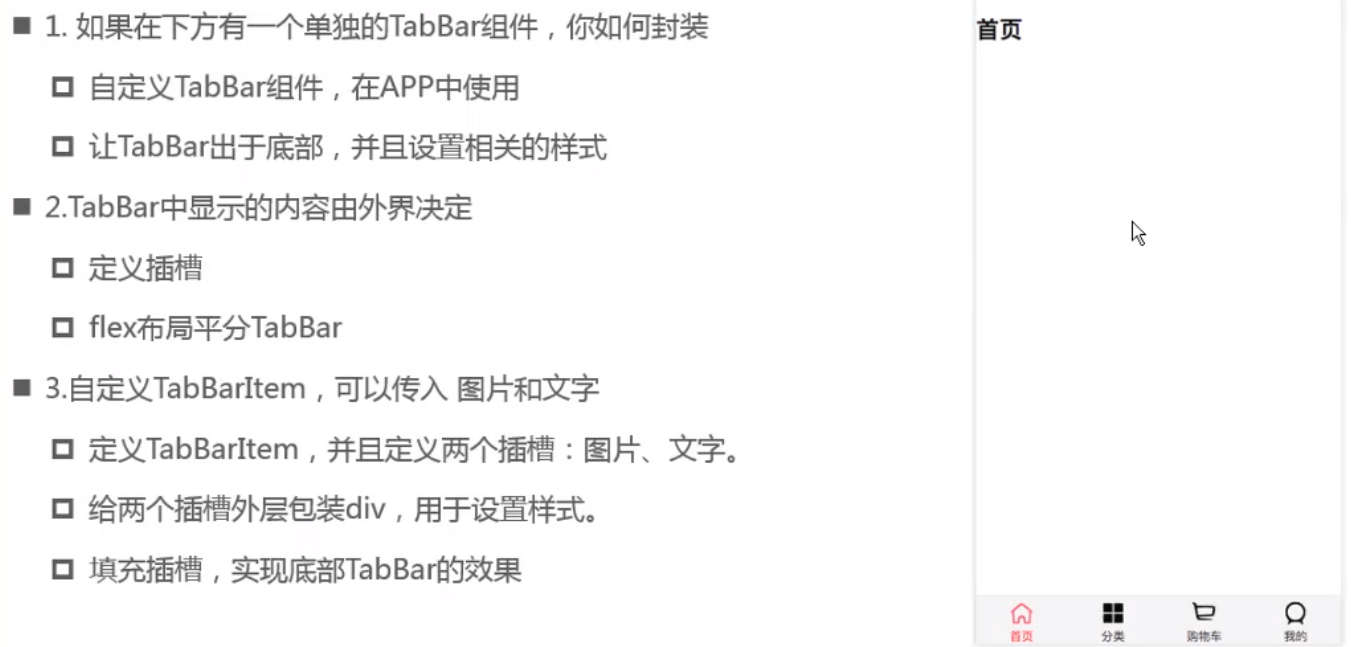 1. 如果在下方有一个单独的TabBar组件，你如何封装
自定义TabBar组件，在APP中使用
让TabBar出于底部，并且设置相关的样式
2.TabBar中显示的内容由外界决定
定义插槽
flex布局平分TabBar
3.自定义TabBarItem，可以传入 图片和文字
定义TabBarItem，并且定义两个插槽：图片、文字。
给两个插槽外层包装div，用于设置样式。
填充插槽，实现底部TabBar的效果
首页
首页 分类 购物车 我的